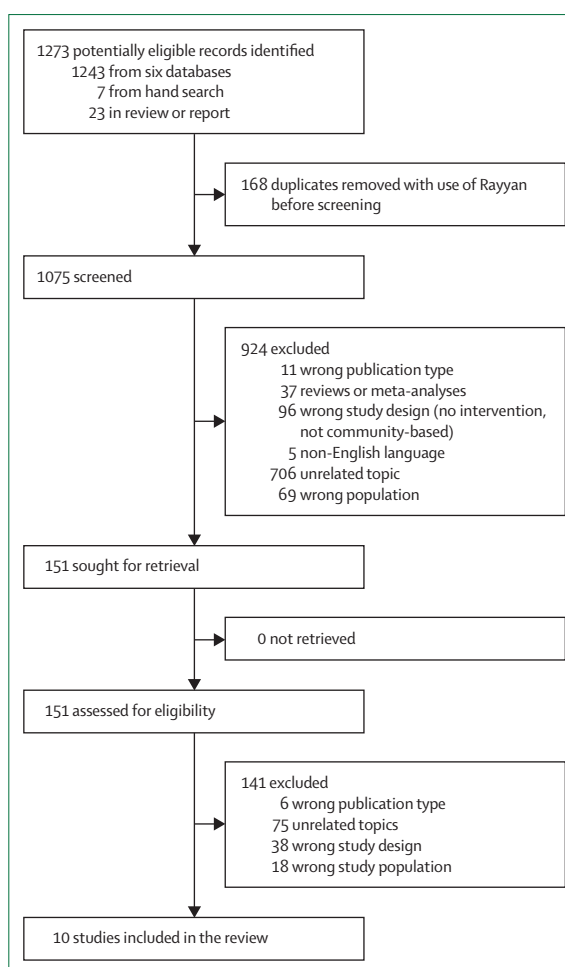 1273 potentially eligible records identified
1243 from six databases
7 from hand search
23 in review or report
168 duplicates removed with use of Rayyan
before screening
1075 screened
924 excluded
11 wrong publication type
37 reviews or meta-analyses
96 wrong study design (no intervention,
not community-based)
5 non-English language
706 unrelated topic
69 wrong population
151 sought for retrieval
0 not retrieved
151 assessed for eligibility
141 excluded
6 wrong publication type
75 unrelated topics
38 wrong study design
18 wrong study population
10 studies included in the review